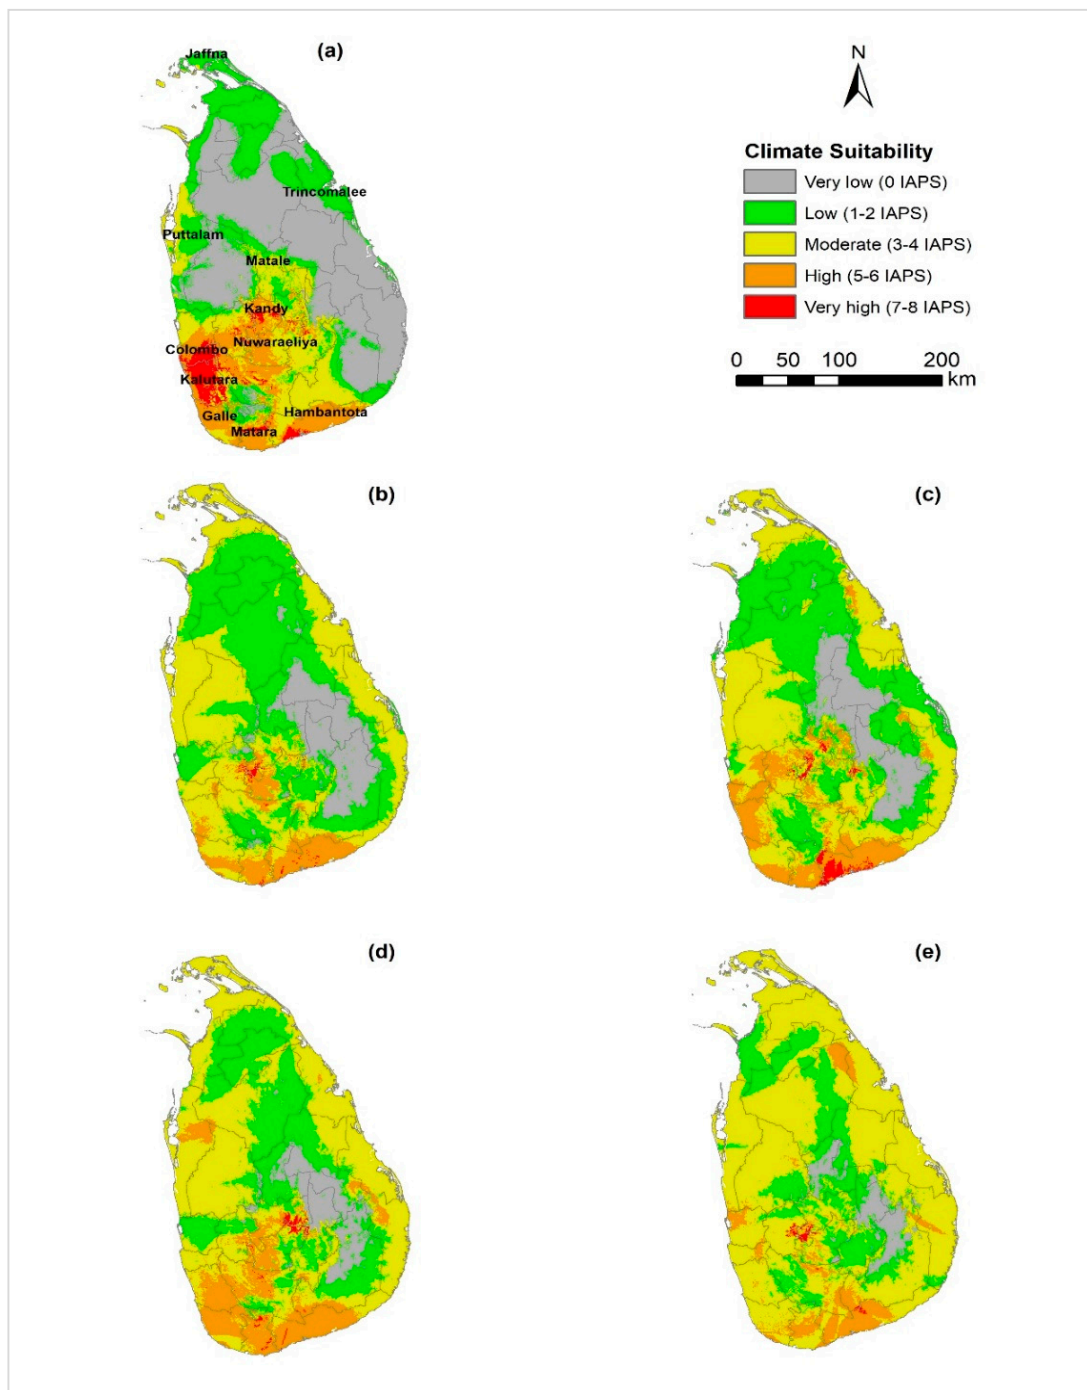 (a)
Jaffna
Trincomalee
Puttalam
Matale
Kandy
Nuwaraeliya
Colombo
Kalutara
Galle
Hambantota
Matara
N
Climate Suitability
Very low (0 IAPS)
Low (1-2 IAPS)
Moderate (3-4 IAPS)
High (5-6 IAPS)
Very high (7-8 IAPS)
0 50 100 200
km
(b)
(c)
(d)
(e)